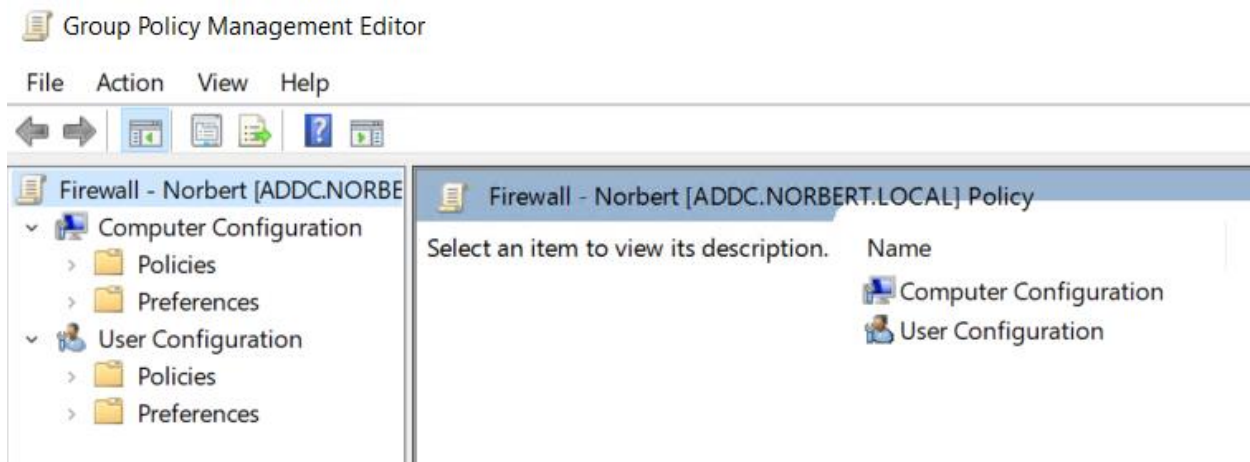 Group Policy Management Editor
File Action View Help
Firewall - Norbert [ADDC.NORBE
Computer Configuration
Policies
Preferences
User Configuration
Policies
Preferences
Firewall - Norbert [ADDC.NORBERT.LOCAL] Policy
Select an item to view its description.
Name
Computer Configuration
User Configuration